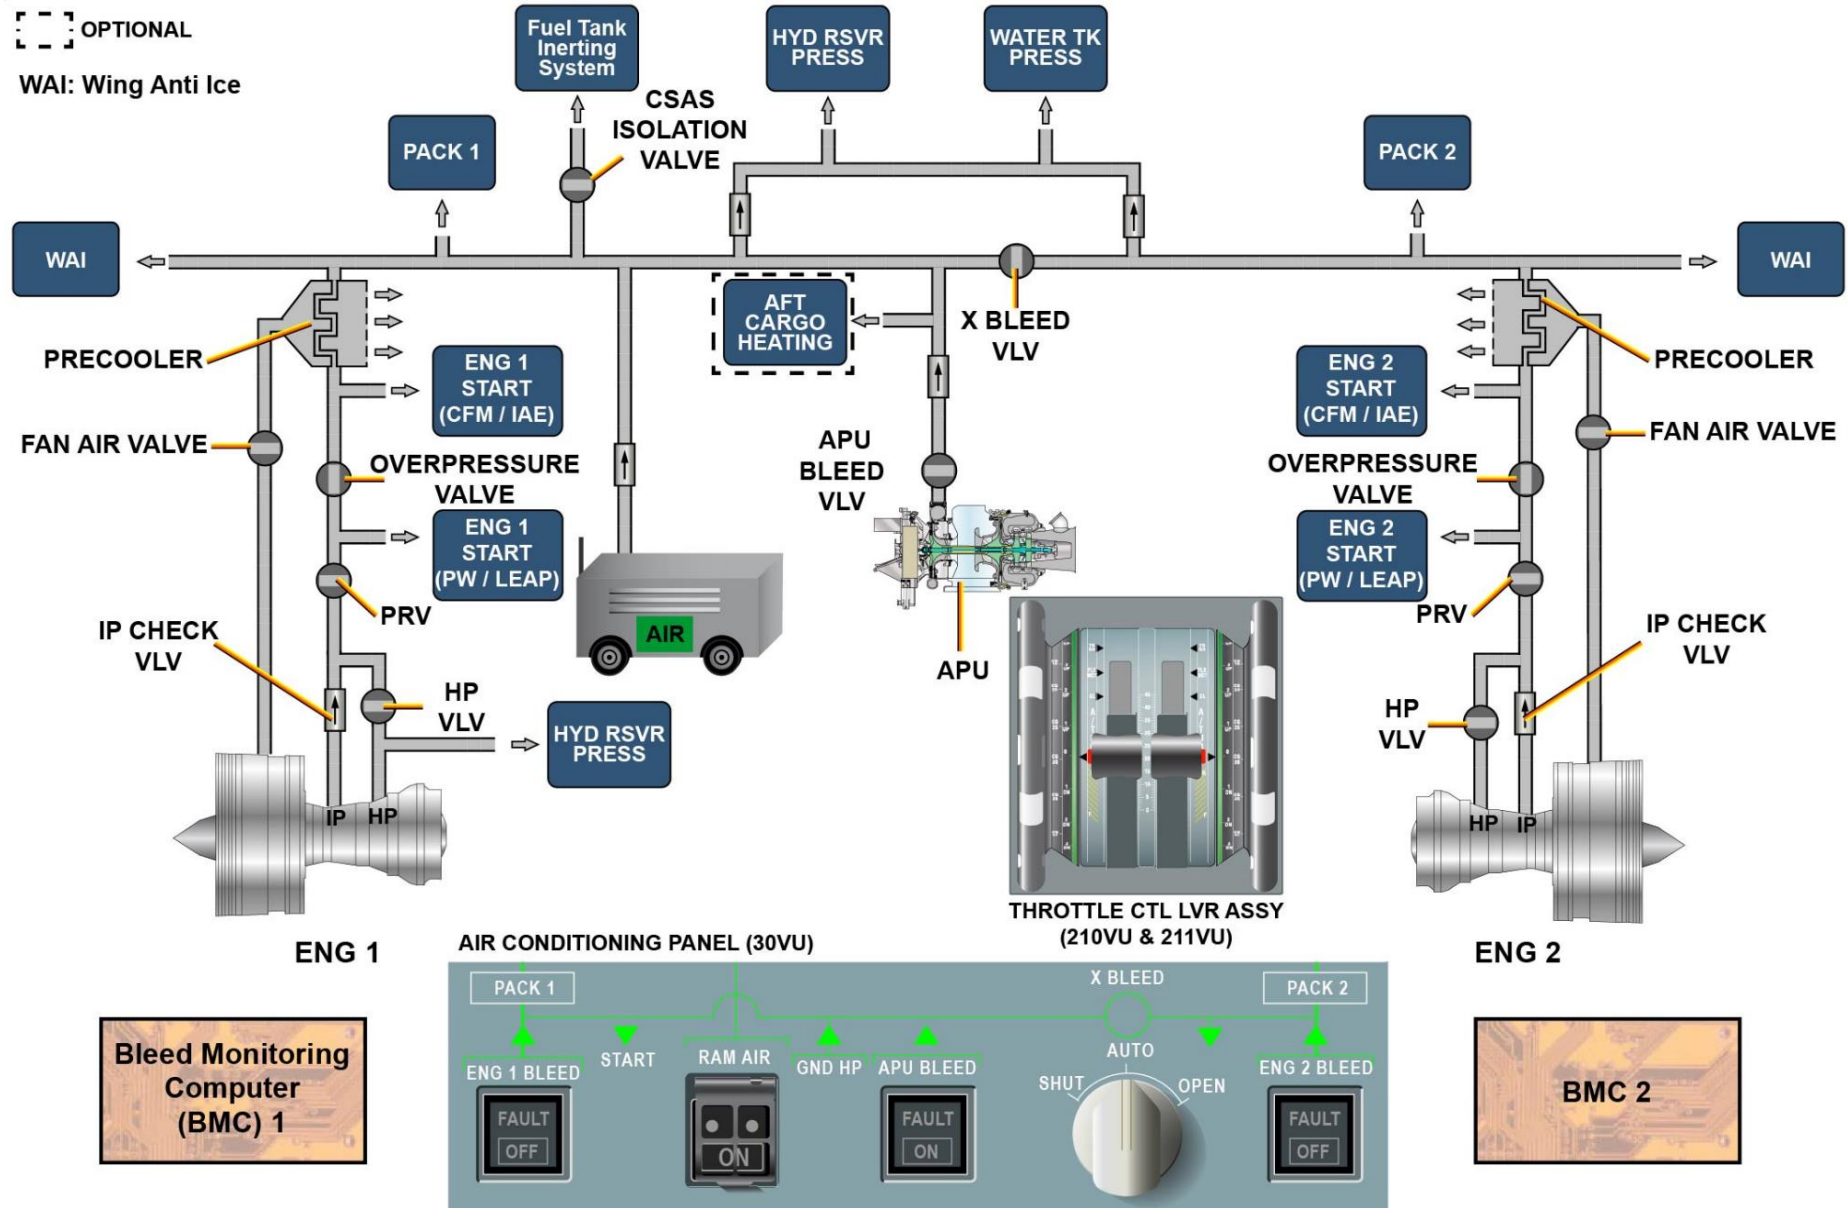 OPTIONAL
WAI: Wing Anti Ice
Fuel Tank
Inerting
System
HYD RSVR
PRESS
WATER TK
PRESS
CSAS
ISOLATION
VALVE
PACK 1
PACK 2
WAI
WAI
AFT
CARGO
HEATING
X BLEED
VLV
PRECOOLER
PRECOOLER
ENG 1
START
(CFM / IAE)
ENG 2
START
(CFM / IAE)
FAN AIR VALVE
FAN AIR VALVE
OVERPRESSURE
VALVE
APU
BLEED
VLV
OVERPRESSURE
VALVE
ENG 1
START
(PW / LEAP)
ENG 2
START
(PW / LEAP)
PRV
PRV
IP CHECK
VLV
AIR
APU
IP CHECK
VLV
HP
VLV
HP
VLV
HYD RSVR
PRESS
IP
HP
HP
IP
ENG 1
ENG 2
THROTTLE CTL LVR ASSY
(210VU & 211VU)
AIR CONDITIONING PANEL (30VU)
PACK 1
X BLEED
PACK 2
ENG 1 BLEED
START
RAM AIR
GND HP
APU BLEED
AUTO
SHUT
OPEN
ENG 2 BLEED
FAULT
OFF
ON
FAULT
ON
FAULT
OFF
Bleed Monitoring
Computer
(BMC) 1
BMC 2